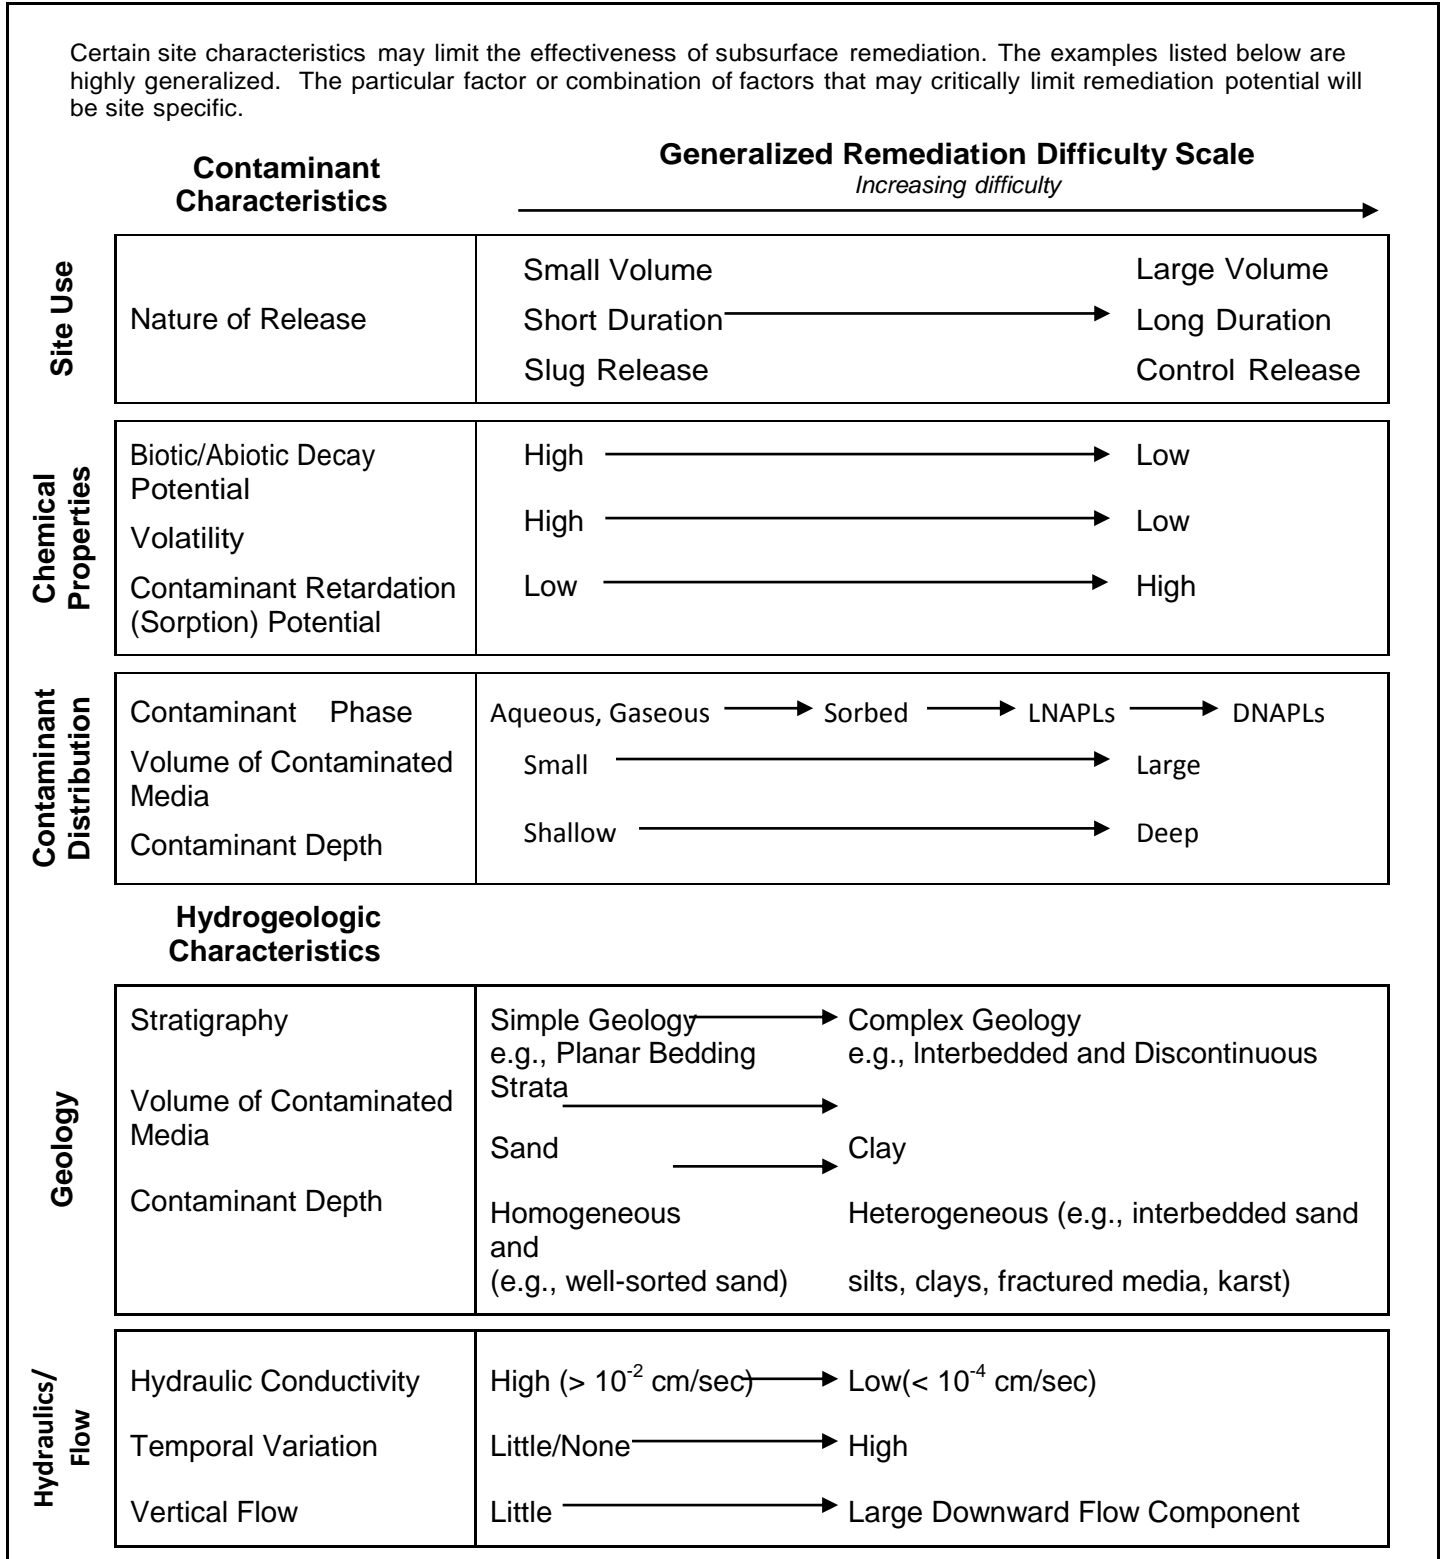 Certain site characteristics may limit the effectiveness of subsurface remediation. The examples listed below are
highly generalized. The particular factor or combination of factors that may critically limit remediation potential will
be site specific.
Contaminant
Characteristics
Generalized Remediation Difficulty Scale
Increasing difficulty
Site Use
Nature of Release
Small Volume
Large Volume
Short Duration
Long Duration
Slug Release
Control Release
Chemical
Properties
Biotic/Abiotic Decay
Potential
High
Low
Volatility
High
Low
Contaminant Retardation
(Sorption) Potential
Low
High
Contaminant
Distribution
Contaminant Phase
Aqueous, Gaseous
Sorbed
LNAPLs
DNAPLs
Volume of Contaminated
Media
Small
Large
Contaminant Depth
Shallow
Deep
Hydrogeologic
Characteristics
Geology
Stratigraphy
Simple Geology
e.g., Planar Bedding
Strata
Complex Geology
e.g., Interbedded and Discontinuous
Volume of Contaminated
Media
Sand
Clay
Contaminant Depth
Homogeneous
and
(e.g., well-sorted sand)
Heterogeneous (e.g., interbedded sand
silts, clays, fractured media, karst)
Hydraulics/
Flow
Hydraulic Conductivity
High (> 10⁻² cm/sec)
Low(< 10⁻⁴ cm/sec)
Temporal Variation
Little/None
High
Vertical Flow
Little
Large Downward Flow Component